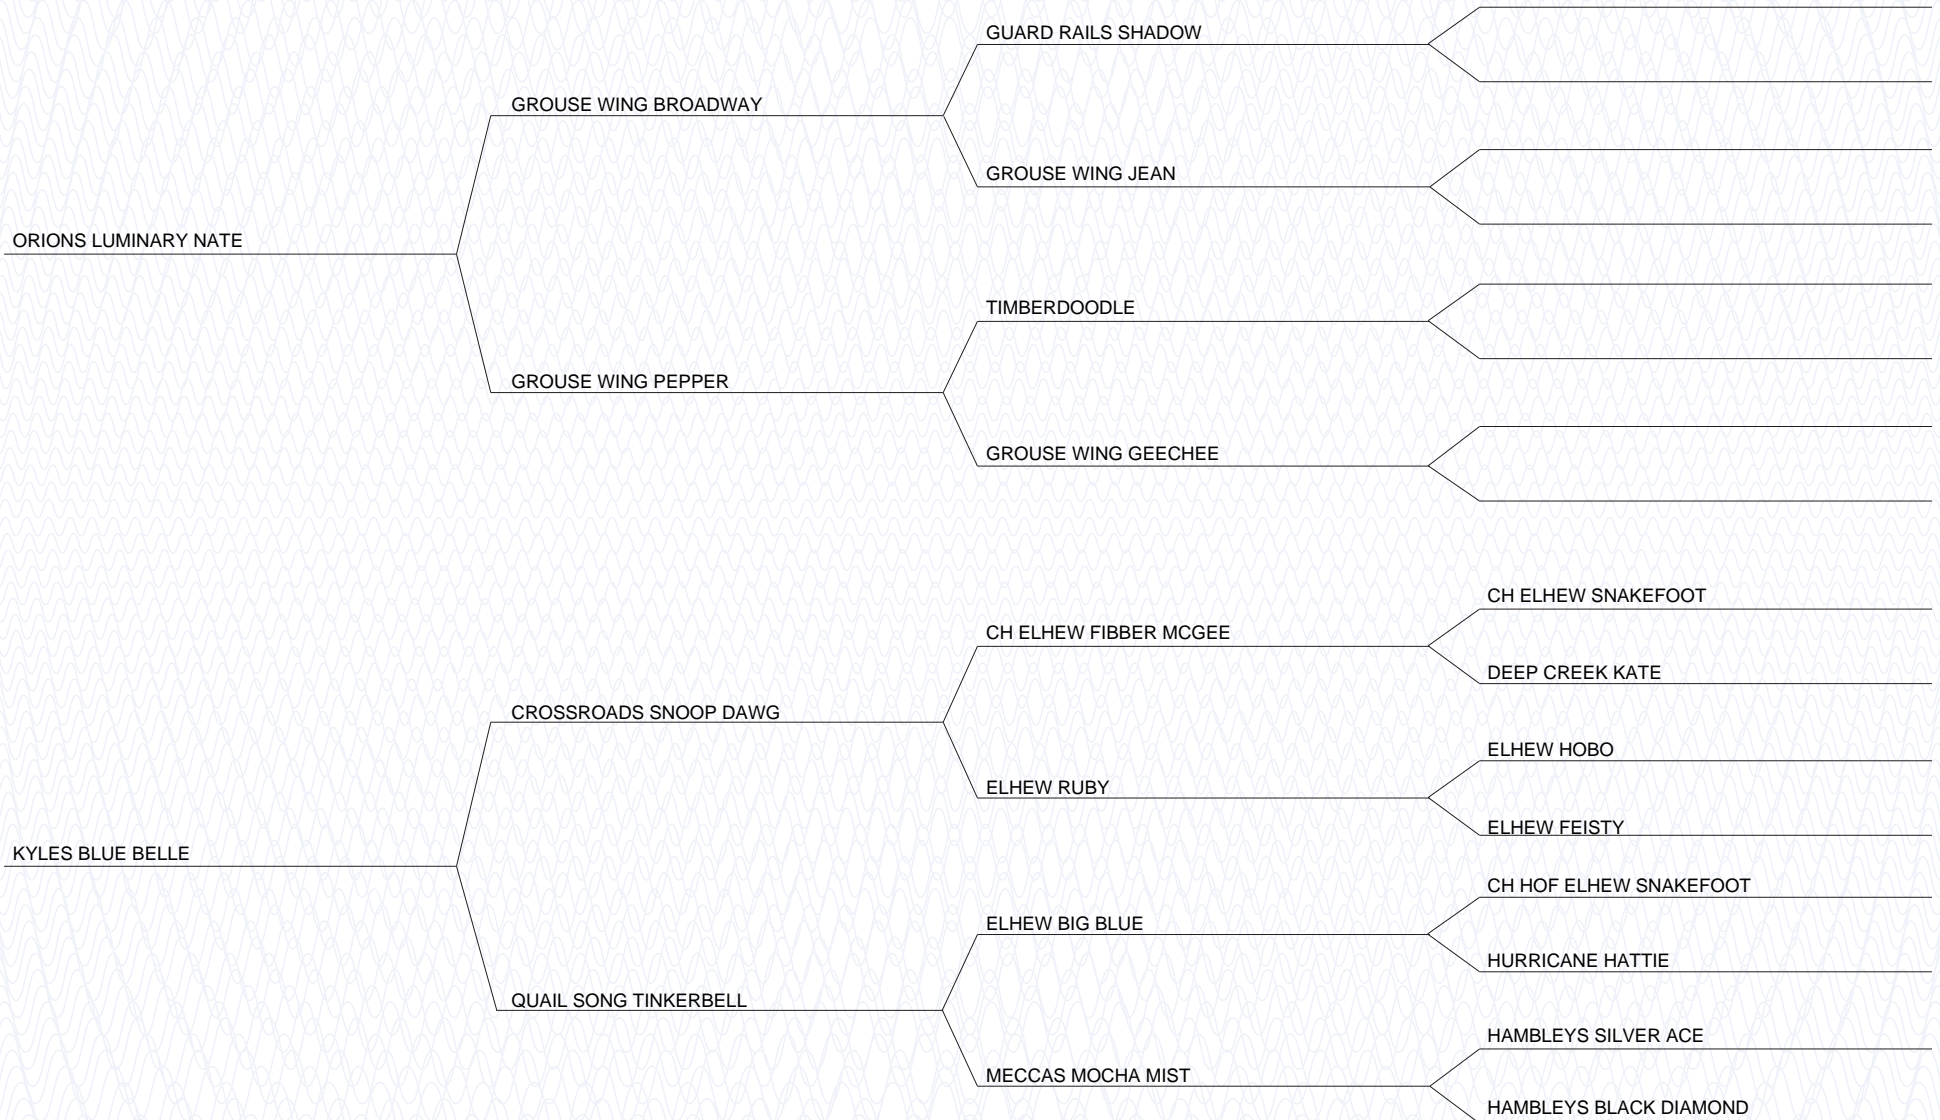 GUARD RAILS SHADOW
GROUSE WING BROADWAY
GROUSE WING JEAN
ORIONS LUMINARY NATE
TIMBERDOODLE
GROUSE WING PEPPER
GROUSE WING GEECHEE
CH ELHEW SNAKEFOOT
CH ELHEW FIBBER MCGEE
DEEP CREEK KATE
CROSSROADS SNOOP DAWG
ELHEW HOBO
ELHEW RUBY
ELHEW FEISTY
KYLES BLUE BELLE
CH HOF ELHEW SNAKEFOOT
ELHEW BIG BLUE
HURRICANE HATTIE
QUAIL SONG TINKERBELL
HAMBLEYS SILVER ACE
MECCAS MOCHA MIST
HAMBLEYS BLACK DIAMOND